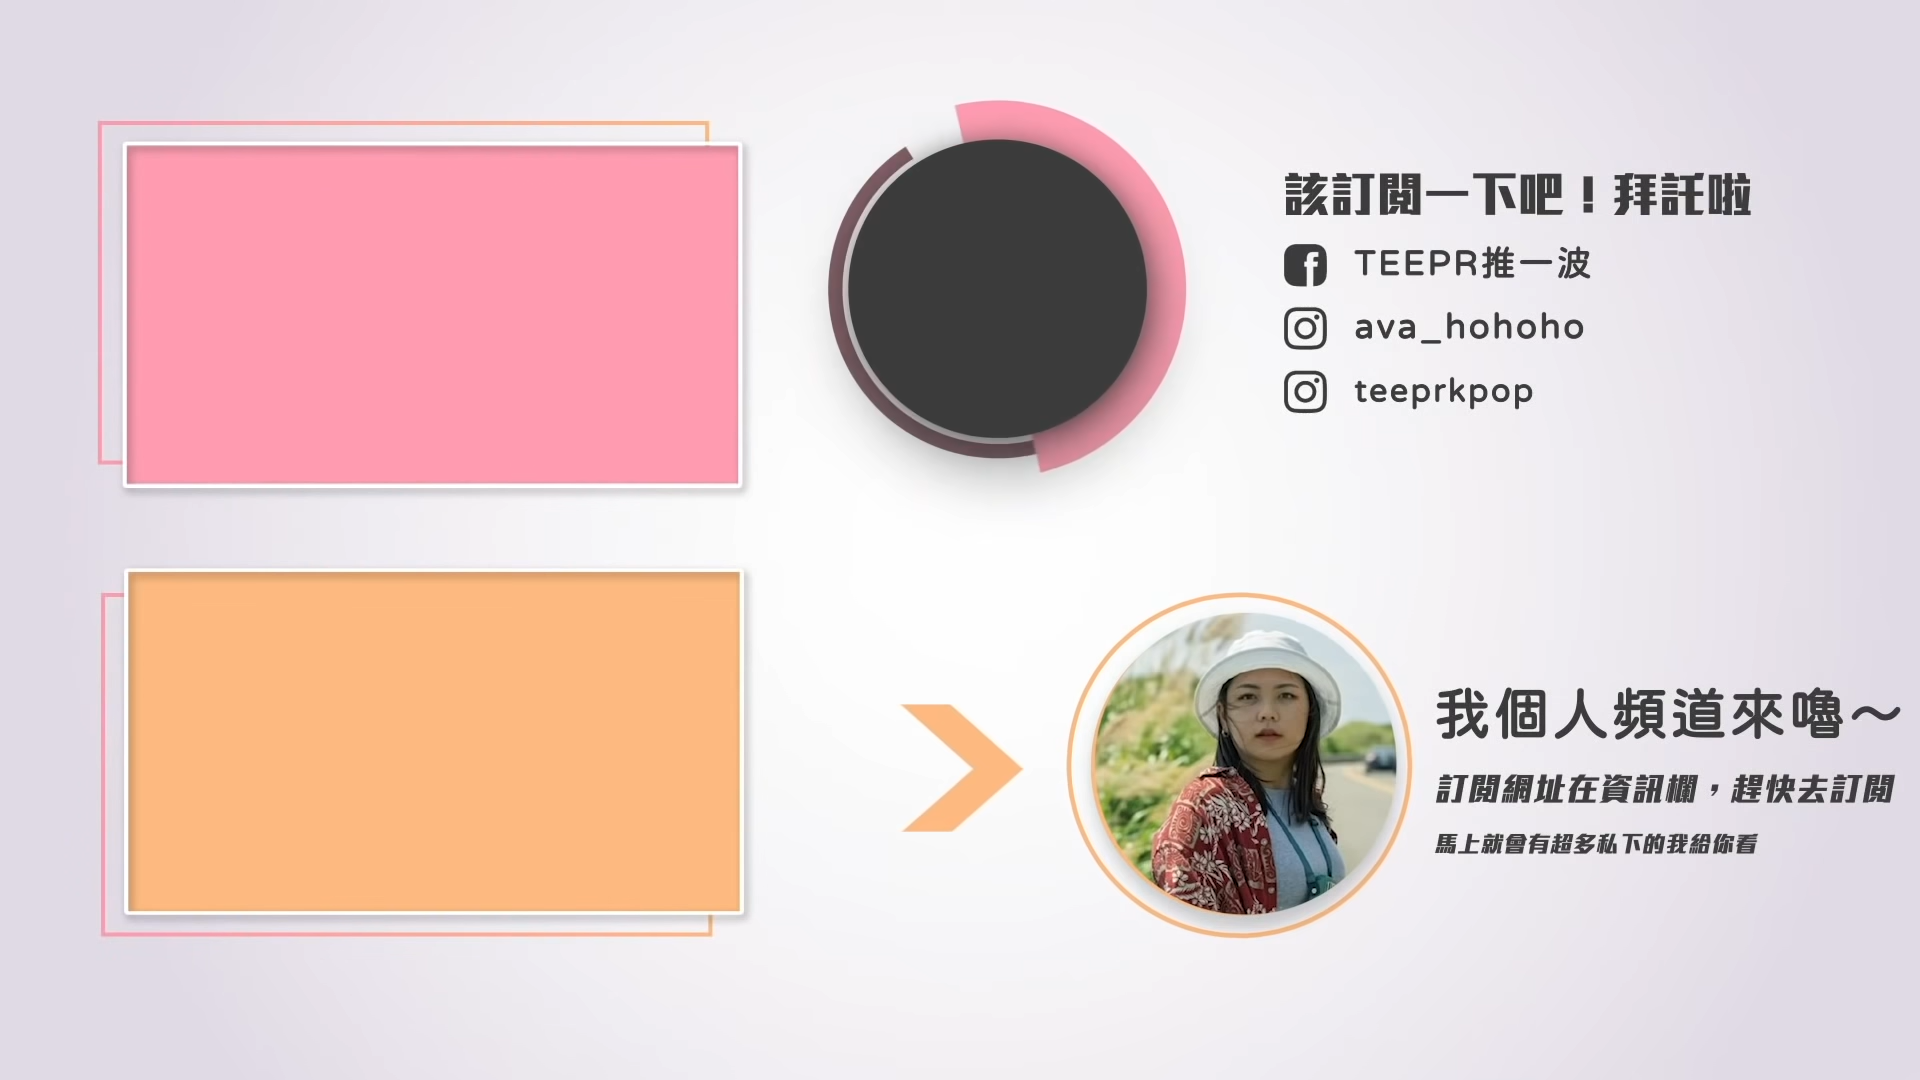 該訂閱一下吧！拜託啦
TEEPR推一波
ava_hohoho
teeprkpop
我個人頻道來嚕～
訂閱網址在資訊欄，趕快去訂閱
馬上就會有超多私下的我給你看